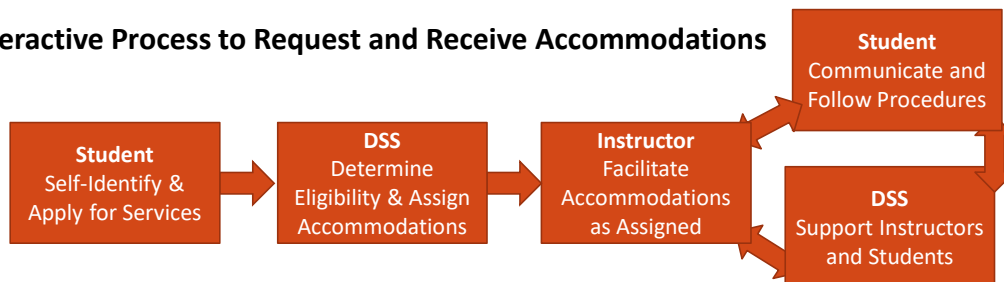 eractive Process to Request and Receive Accommodations
Student
Self-Identify &
Apply for Services
DSS
Determine
Eligibility & Assign
Accommodations
Instructor
Facilitate
Accommodations
as Assigned
Student
Communicate and
Follow Procedures
DSS
Support Instructors
and Students